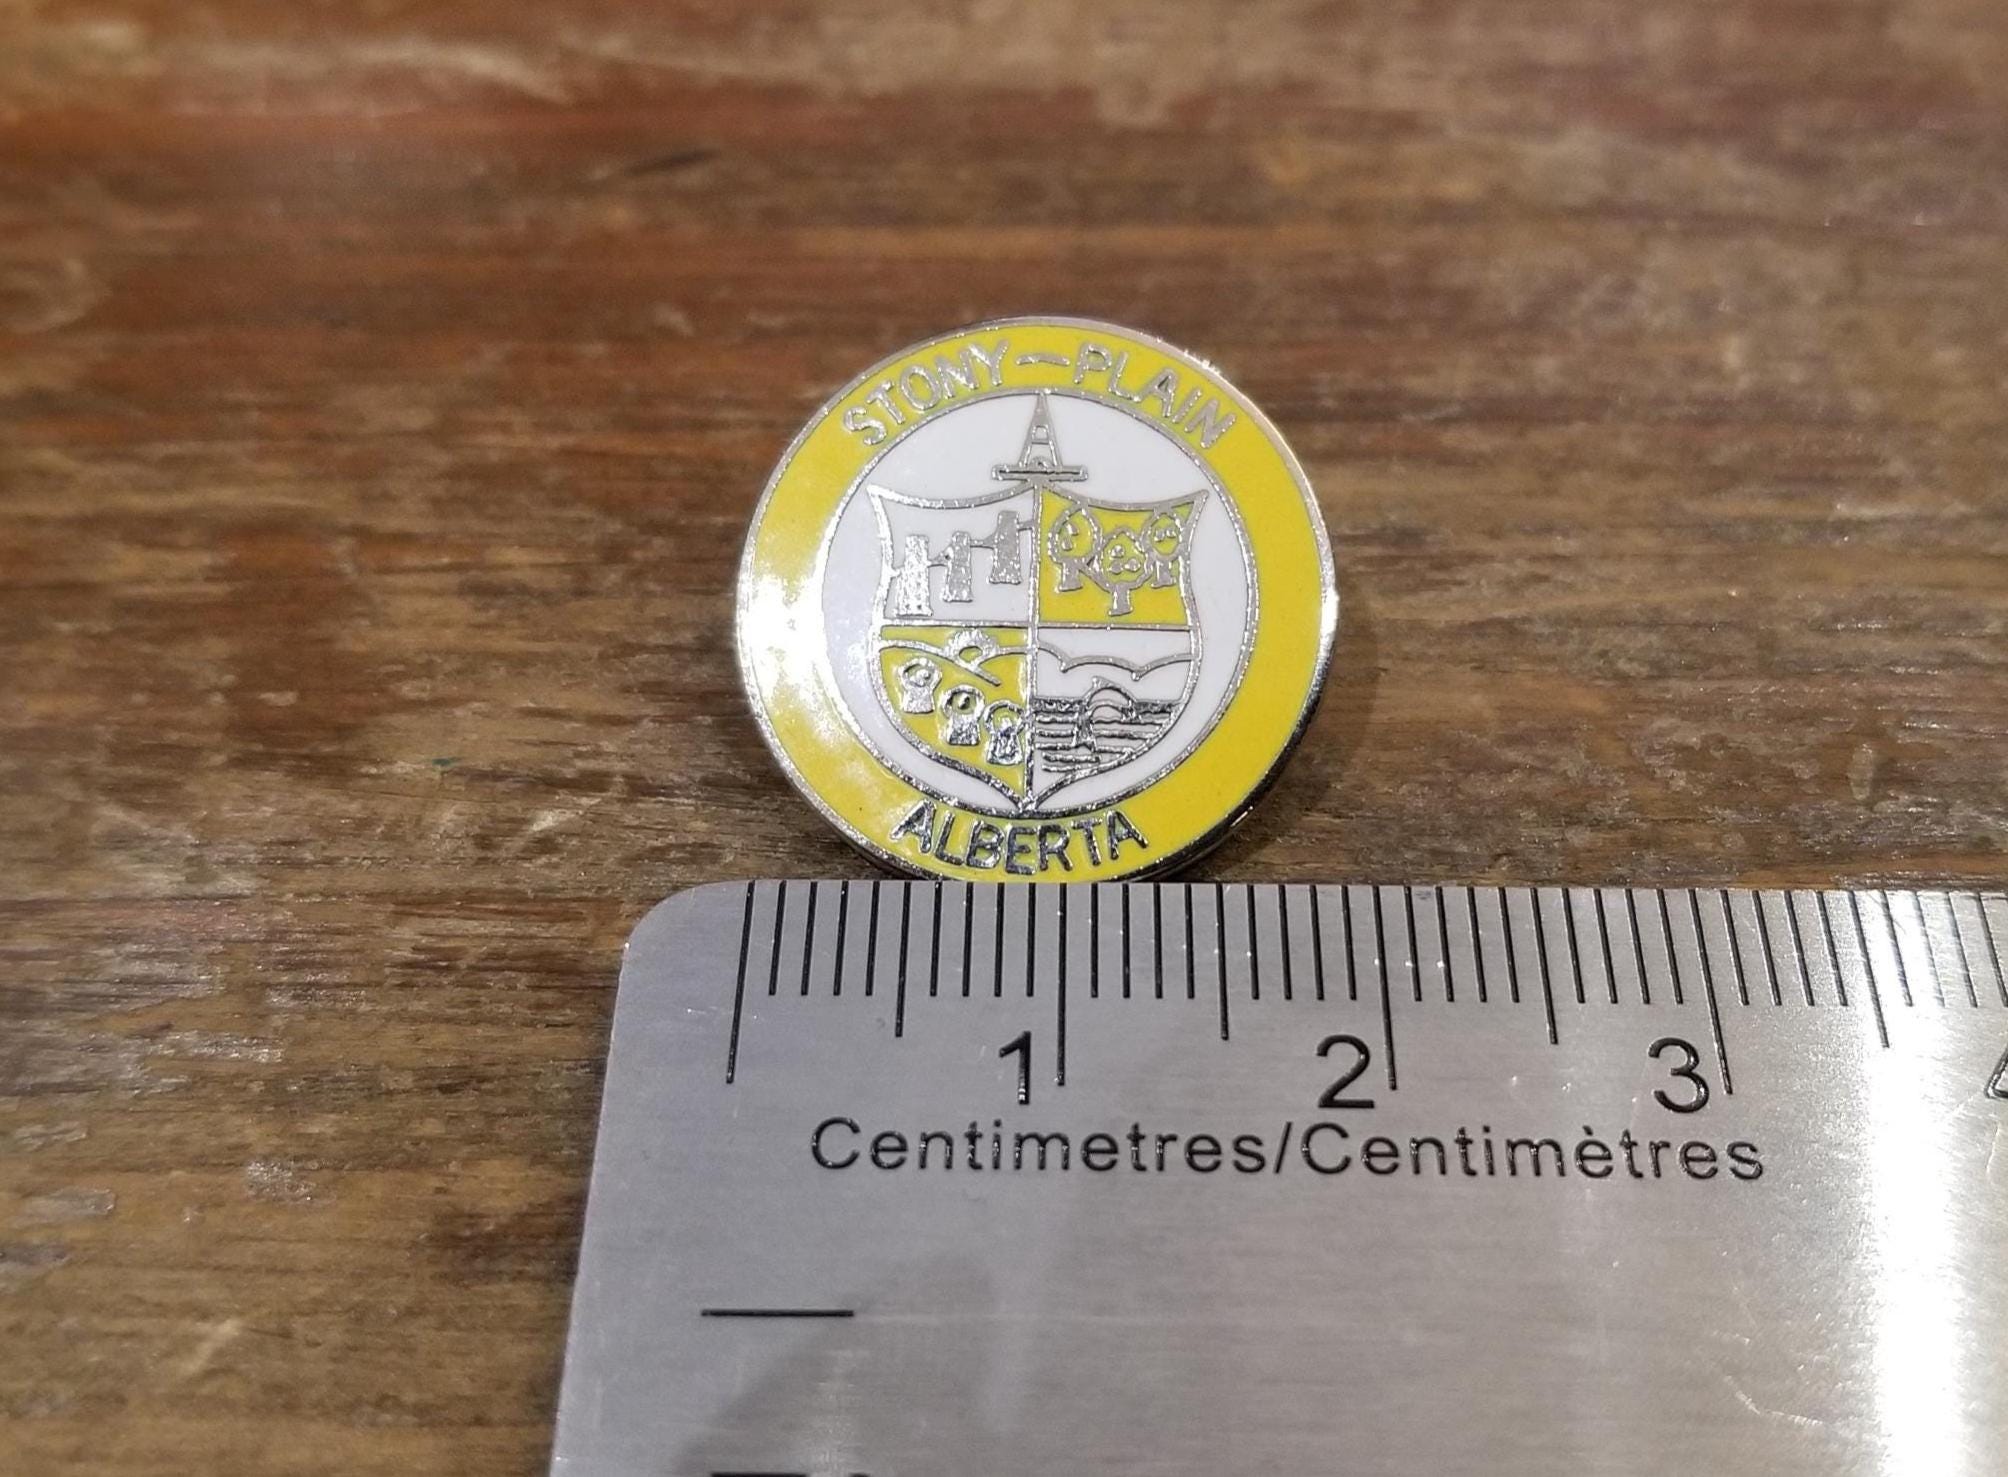 STONY—PLAIN
ALBERTA
1 2 3
Centimetres/Centimètres